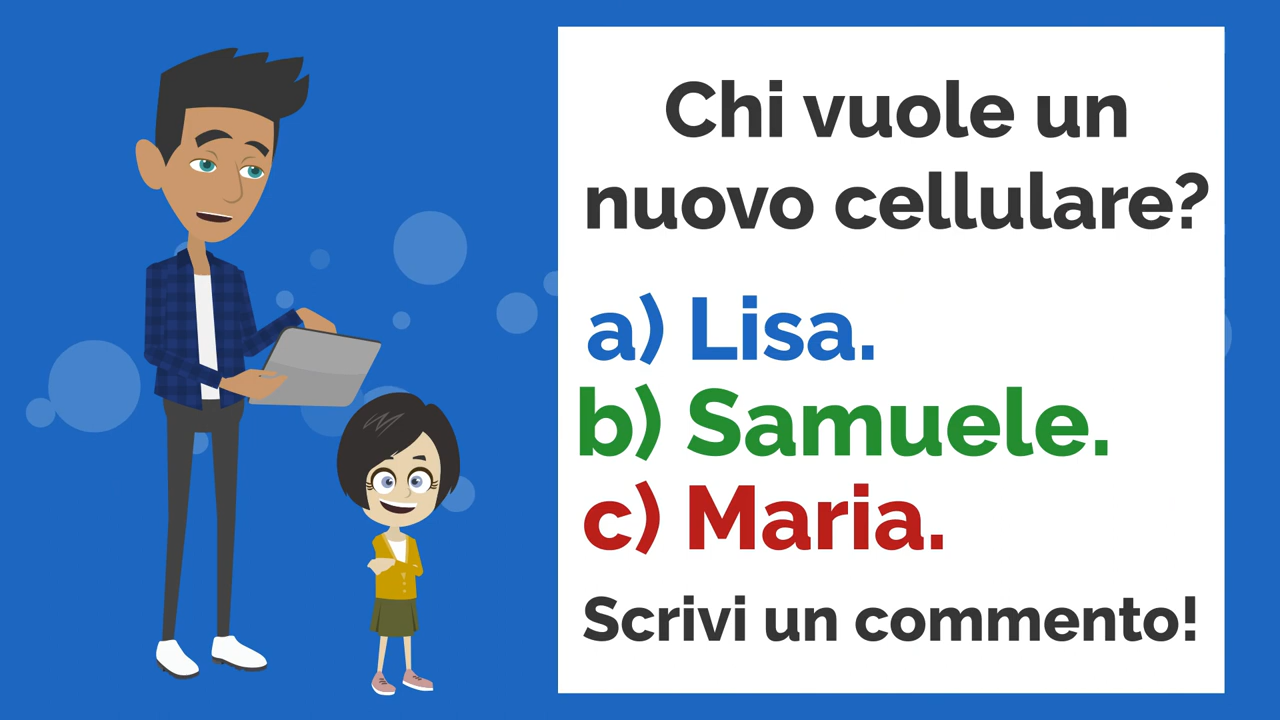 Chi vuole un
nuovo cellulare?
a) Lisa.
b) Samuele.
c) Maria.
Scrivi un commento!